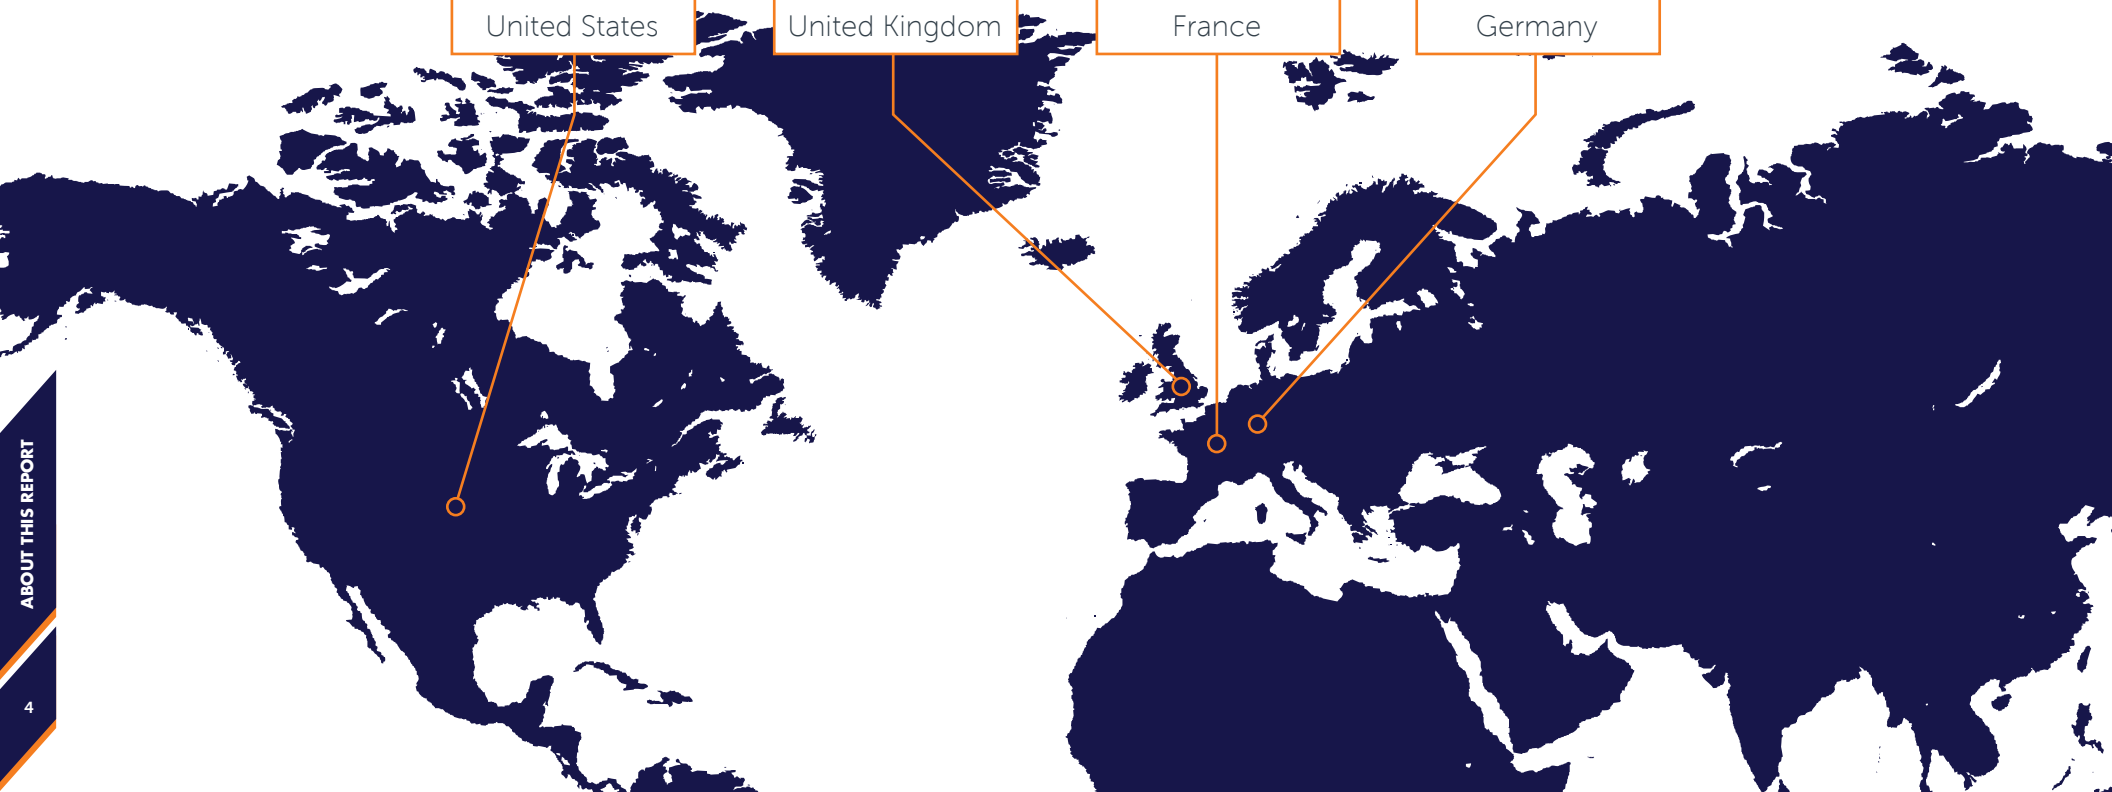 United States
United Kingdom
France
Germany
ABOUT THIS REPORT
4